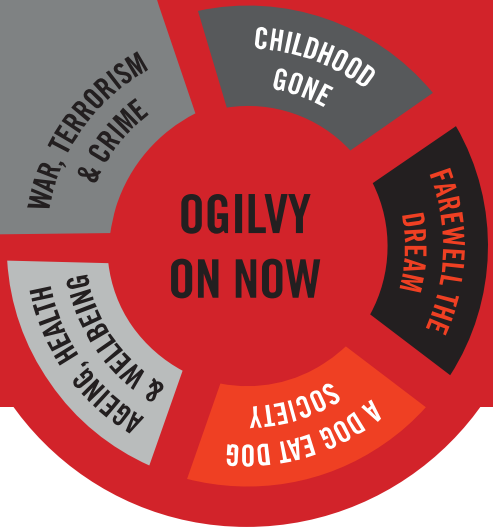 OGILVY
ON NOW
CHILDHOOD
GONE
FAREWELL THE
DREAM
A DOG EAT DOG
SOCIETY
AGEING, HEALTH
& WELLBEING
WAR, TERRORISM
& CRIME